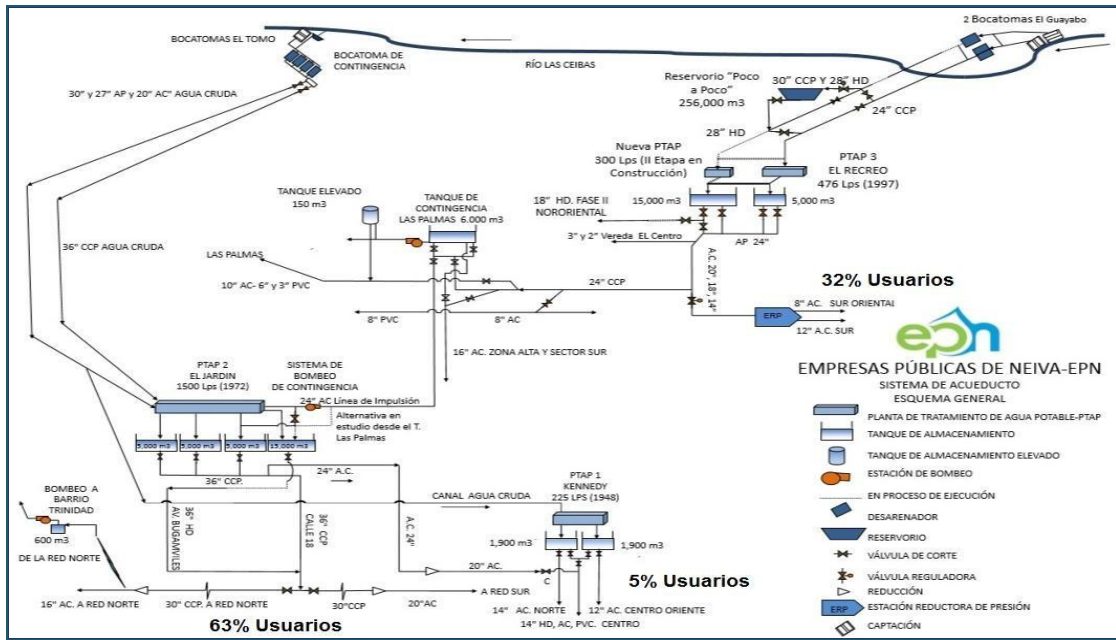 2 Bocatomas El Guayabo
BOCATOMAS EL TOMO
BOCATOMA DE
CONTINGENCIA
RÍO LAS CEIBAS
30" y 27" AP y 20" AC" AGUA CRUDA
Reservorio "Poco
a Poco"
256,000 m3
30" CCP Y 28" HD
24" CCP
28" HD
Nueva PTAP
300 Lps (II Etapa en
Construcción)
PTAP 3
EL RECREO
476 Lps (1997)
15,000 m3
5,000 m3
18" HD. FASE II
NORORIENTAL
3" y 2" Vereda EL Centro
AP 24"
A.C. 20", 18", 14"
TANQUE ELEVADO
150 m3
TANQUE DE
CONTINGENCIA
LAS PALMAS 6.000 m3
36" CCP AGUA CRUDA
LAS PALMAS
10" AC- 6" y 3" PVC
24" CCP
8" PVC
8" AC
16" AC. ZONA ALTA Y SECTOR SUR
32% Usuarios
ERP
8" AC. SUR ORIENTAL
12" A.C. SUR
epn
EMPRESAS PÚBLICAS DE NEIVA-EPN
SISTEMA DE ACUEDUCTO
ESQUEMA GENERAL
PLANTA DE TRATAMIENTO DE AGUA POTABLE-PTAP
TANQUE DE ALMACENAMIENTO
TANQUE DE ALMACENAMIENTO ELEVADO
ESTACIÓN DE BOMBEO
EN PROCESO DE EJECUCIÓN
DESARENADOR
RESERVORIO
VÁLVULA DE CORTE
VÁLVULA REGULADORA
REDUCCIÓN
ERP
ESTACIÓN REDUCTORA DE PRESIÓN
CAPTACIÓN
PTAP 2
EL JARDIN
1500 Lps (1972)
SISTEMA DE
BOMBEO
DE CONTINGENCIA
24" AC Línea de Impulsión
Alternativa en
estudio desde el T.
Las Palmas
5,000 m3
5,000 m3
5,000 m3
15,000 m3
36" CCP.
24" A.C.
CANAL AGUA CRUDA
PTAP 1
KENNEDY
225 LPS (1948)
1,900 m3
1,900 m3
BOMBEO A
BARRIO
TRINIDAD
600 m3
DE LA RED NORTE
36" HD
AV. BUGAMVILES
36" CCP
CALLE 18
A.C. 24"
20" AC.
C
5% Usuarios
16" AC. A RED NORTE
30" CCP. A RED NORTE
30"CCP
20"AC
A RED SUR
14" AC. NORTE
12" AC. CENTRO ORIENTE
14" HD, AC, PVC. CENTRO
63% Usuarios